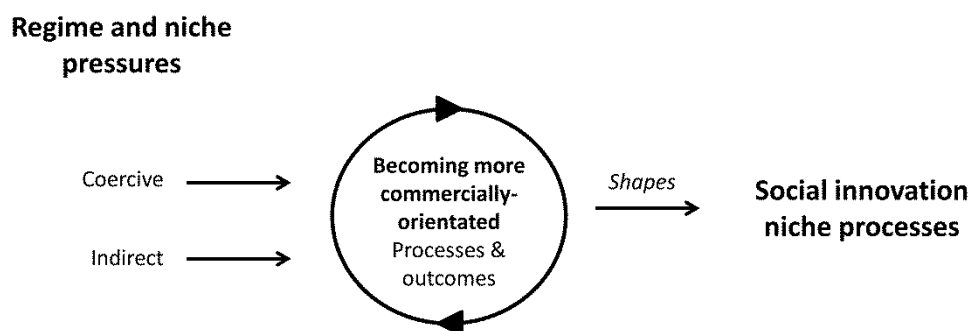 Regime and niche
pressures
Coercive
Indirect
Becoming more
commercially-
orientated
Processes &
outcomes
Shapes
Social innovation
niche processes